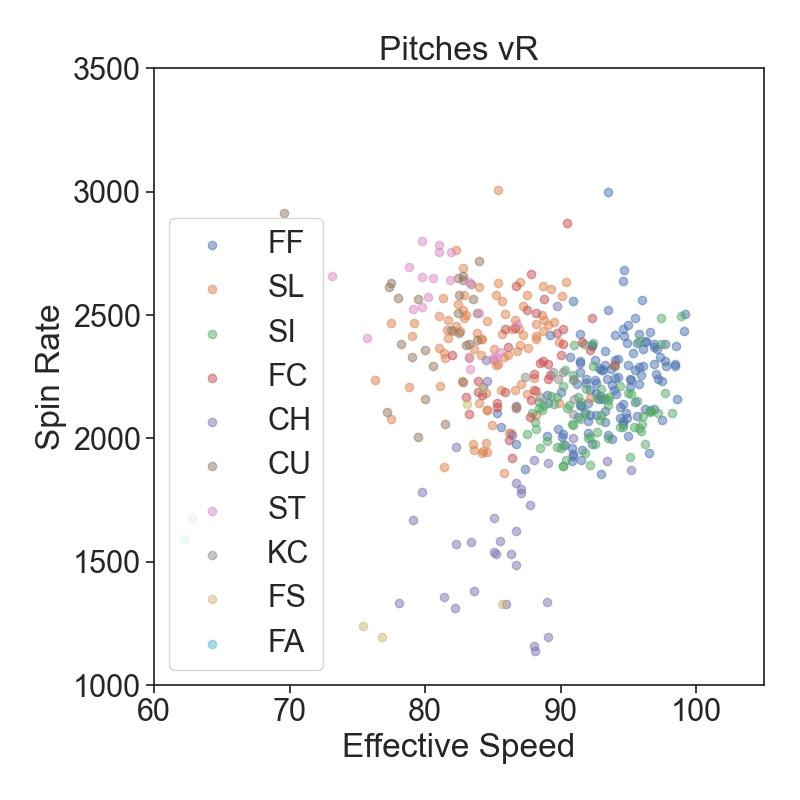 Pitches vR
3500
3000
2500
2000
1500
1000
Spin Rate
FF
SL
SI
FC
CH
CU
ST
KC
FS
FA
60 70 80 90 100
Effective Speed